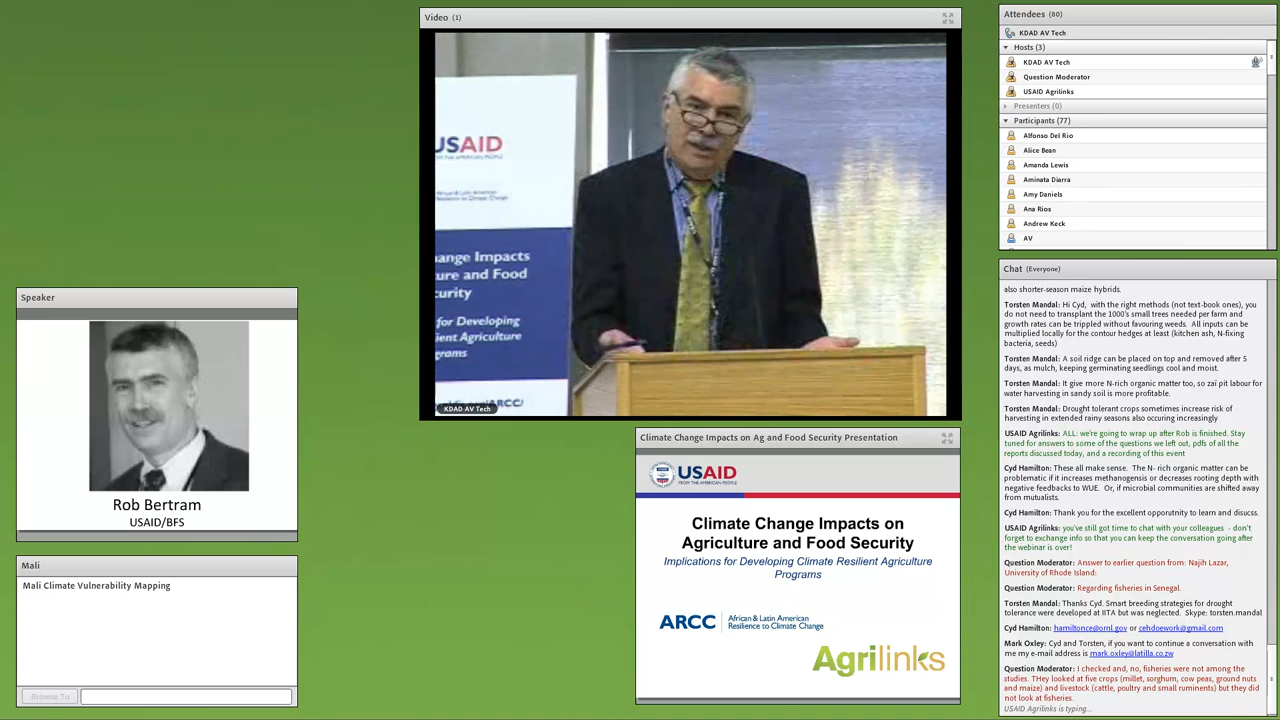 Video (1)
USAID
FROM THE AMERICAN PEOPLE
African & Latin American
Resilience to Climate Change
ange Impacts
ure and Food
curity
for Developing
ient Agriculture
grams
KDAD AV Tech
Speaker
Rob Bertram
USAID/BFS
Mali
Mali Climate Vulnerability Mapping
Browse To
Climate Change Impacts on Ag and Food Security Presentation
USAID
FROM THE AMERICAN PEOPLE
Climate Change Impacts on
Agriculture and Food Security
Implications for Developing Climate Resilient Agriculture
Programs
ARCC
African & Latin American
Resilience to Climate Change
Agrilinks
Attendees (80)
KDAD AV Tech
Hosts (3)
KDAD AV Tech
Question Moderator
USAID Agrilinks
Presenters (0)
Participants (77)
Alfonso Del Rio
Alice Bean
Amanda Lewis
Aminata Diarra
Amy Daniels
Ana Rios
Andrew Keck
AV
Chat (Everyone)
also shorter-season maize hybrids.
Torsten Mandal: Hi Cyd, with the right methods (not text-book ones), you
do not need to transplant the 1000's small trees needed per farm and
growth rates can be trippled without favouring weeds. All inputs can be
multiplied locally for the contour hedges at least (kitchen ash, N-fixing
bacteria, seeds)
Torsten Mandal: A soil ridge can be placed on top and removed after 5
days, as mulch, keeping germinating seedlings cool and moist.
Torsten Mandal: It give more N-rich organic matter too, so zaï pit labour for
water harvesting in sandy soil is more profitable.
Torsten Mandal: Drought tolerant crops sometimes increase risk of
harvesting in extended rainy seasons also occuring increasingly
USAID Agrilinks: ALL: we're going to wrap up after Rob is finished. Stay
tuned for answers to some of the questions we left out, pdfs of all the
reports discussed today, and a recording of this event
Cyd Hamilton: These all make sense. The N- rich organic matter can be
problematic if it increases methanogensis or decreases rooting depth with
negative feedbacks to WUE. Or, if microbial communities are shifted away
from mutualists.
Cyd Hamilton: Thank you for the excellent opporutnity to learn and disucss.
USAID Agrilinks: you've still got time to chat with your colleagues - don't
forget to exchange info so that you can keep the conversation going after
the webinar is over!
Question Moderator: Answer to earlier question from: Najih Lazar,
University of Rhode Island:
Question Moderator: Regarding fisheries in Senegal.
Torsten Mandal: Thanks Cyd. Smart breeding strategies for drought
tolerance were developed at IITA but was neglected. Skype: torsten.mandal
Cyd Hamilton: hamiltonce@ornl.gov or cehdoework@gmail.com
Mark Oxley: Cyd and Torsten, if you want to continue a conversation with
me my e-mail address is mark.oxley@latilla.co.zw
Question Moderator: I checked and, no, fisheries were not among the
studies. THey looked at five crops (millet, sorghum, cow peas, ground nuts
and maize) and livestock (cattle, poultry and small ruminents) but they did
not look at fisheries.
USAID Agrilinks is typing...